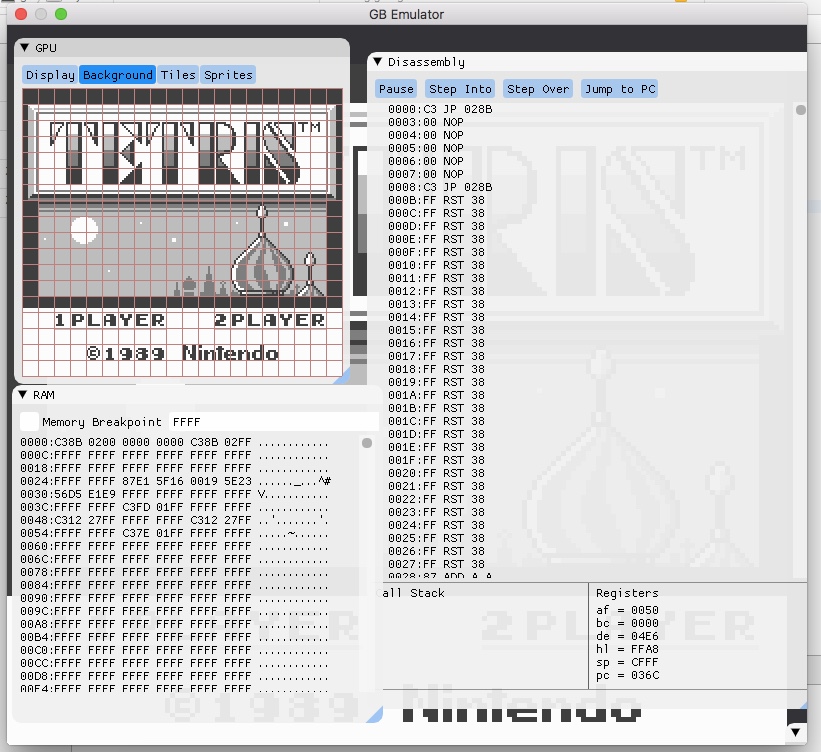 GB Emulator
GPU
Display Background Tiles Sprites
TETRIS™
1PLAYER 2PLAYER
©1989 Nintendo
Disassembly
Pause Step Into Step Over Jump to PC
0000:C3 JP 028B
0003:00 NOP
0004:00 NOP
0005:00 NOP
0006:00 NOP
0007:00 NOP
0008:C3 JP 028B
000B:FF RST 38
000C:FF RST 38
000D:FF RST 38
000E:FF RST 38
000F:FF RST 38
0010:FF RST 38
0011:FF RST 38
0012:FF RST 38
0013:FF RST 38
0014:FF RST 38
0015:FF RST 38
0016:FF RST 38
0017:FF RST 38
0018:FF RST 38
0019:FF RST 38
001A:FF RST 38
001B:FF RST 38
001C:FF RST 38
001D:FF RST 38
001E:FF RST 38
001F:FF RST 38
0020:FF RST 38
0021:FF RST 38
0022:FF RST 38
0023:FF RST 38
0024:FF RST 38
0025:FF RST 38
0026:FF RST 38
0027:FF RST 38
0028:87 ADD A,A
RAM
Memory Breakpoint FFFF
0000:C38B 0200 0000 0000 C38B 02FF ............
000C:FFFF FFFF FFFF FFFF FFFF FFFF ............
0018:FFFF FFFF FFFF FFFF FFFF FFFF ............
0024:FFFF FFFF 87E1 5F16 0019 5E23 ......_...^#
0030:56D5 E1E9 FFFF FFFF FFFF FFFF V...........
003C:FFFF FFFF C3FD 01FF FFFF FFFF ............
0048:C312 27FF FFFF FFFF C312 27FF ..'.......'.
0054:FFFF FFFF C37E 01FF FFFF FFFF .....~......
0060:FFFF FFFF FFFF FFFF FFFF FFFF ............
006C:FFFF FFFF FFFF FFFF FFFF FFFF ............
0078:FFFF FFFF FFFF FFFF FFFF FFFF ............
0084:FFFF FFFF FFFF FFFF FFFF FFFF ............
0090:FFFF FFFF FFFF FFFF FFFF FFFF ............
009C:FFFF FFFF FFFF FFFF FFFF FFFF ............
00A8:FFFF FFFF FFFF FFFF FFFF FFFF ............
00B4:FFFF FFFF FFFF FFFF FFFF FFFF ............
00C0:FFFF FFFF FFFF FFFF FFFF FFFF ............
00CC:FFFF FFFF FFFF FFFF FFFF FFFF ............
00D8:FFFF FFFF FFFF FFFF FFFF FFFF ............
00E4:FFFF FFFF FFFF FFFF FFFF FFFF ............
all Stack
Registers
af = 0050
bc = 0000
de = 04E6
hl = FFA8
sp = CFFF
pc = 036C
2PLAYER
©1989 Nintendo